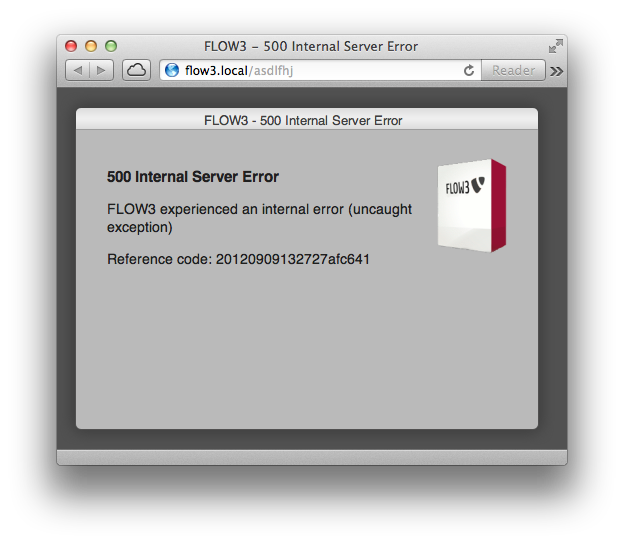 FLOW3 – 500 Internal Server Error
flow3.local/asdlfhj
Reader
FLOW3 - 500 Internal Server Error
500 Internal Server Error
FLOW3
FLOW3 experienced an internal error (uncaught
exception)
Reference code: 20120909132727afc641